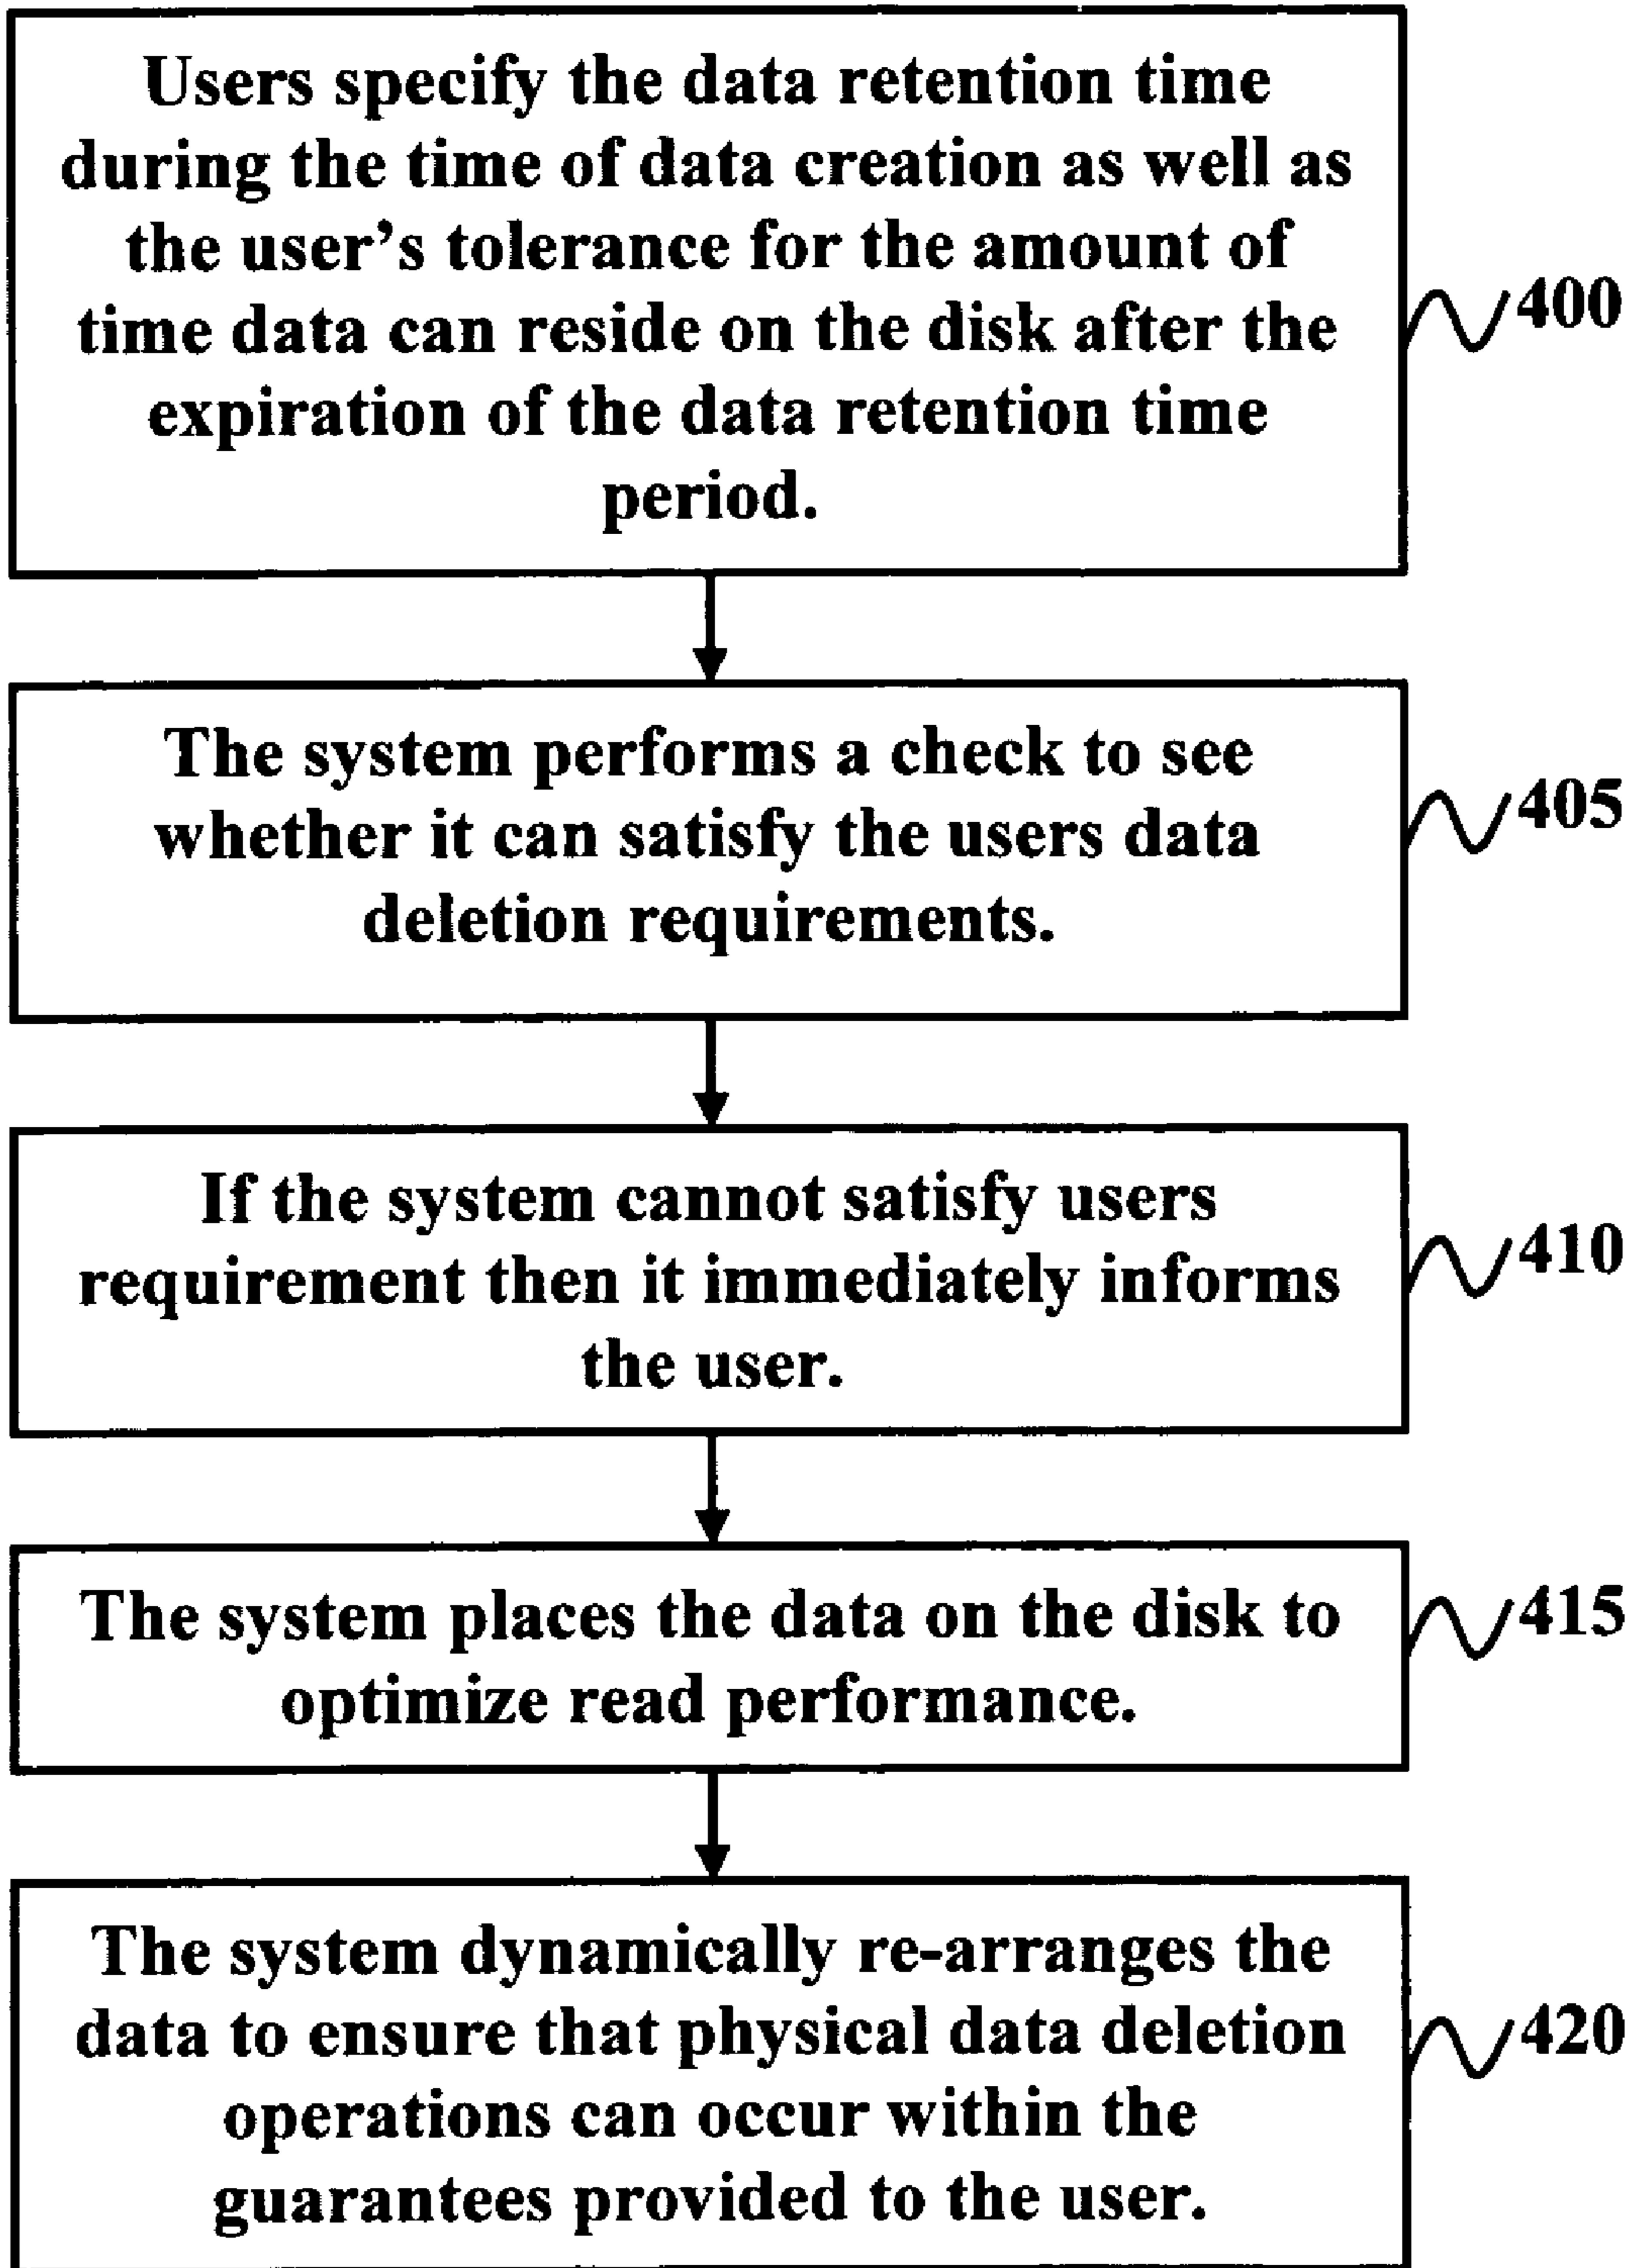 Users specify the data retention time
during the time of data creation as well as
the user's tolerance for the amount of
time data can reside on the disk after the
expiration of the data retention time
period.
400
The system performs a check to see
whether it can satisfy the users data
deletion requirements.
405
If the system cannot satisfy users
requirement then it immediately informs
the user.
410
The system places the data on the disk to
optimize read performance.
415
The system dynamically re-arranges the
data to ensure that physical data deletion
operations can occur within the
guarantees provided to the user.
420